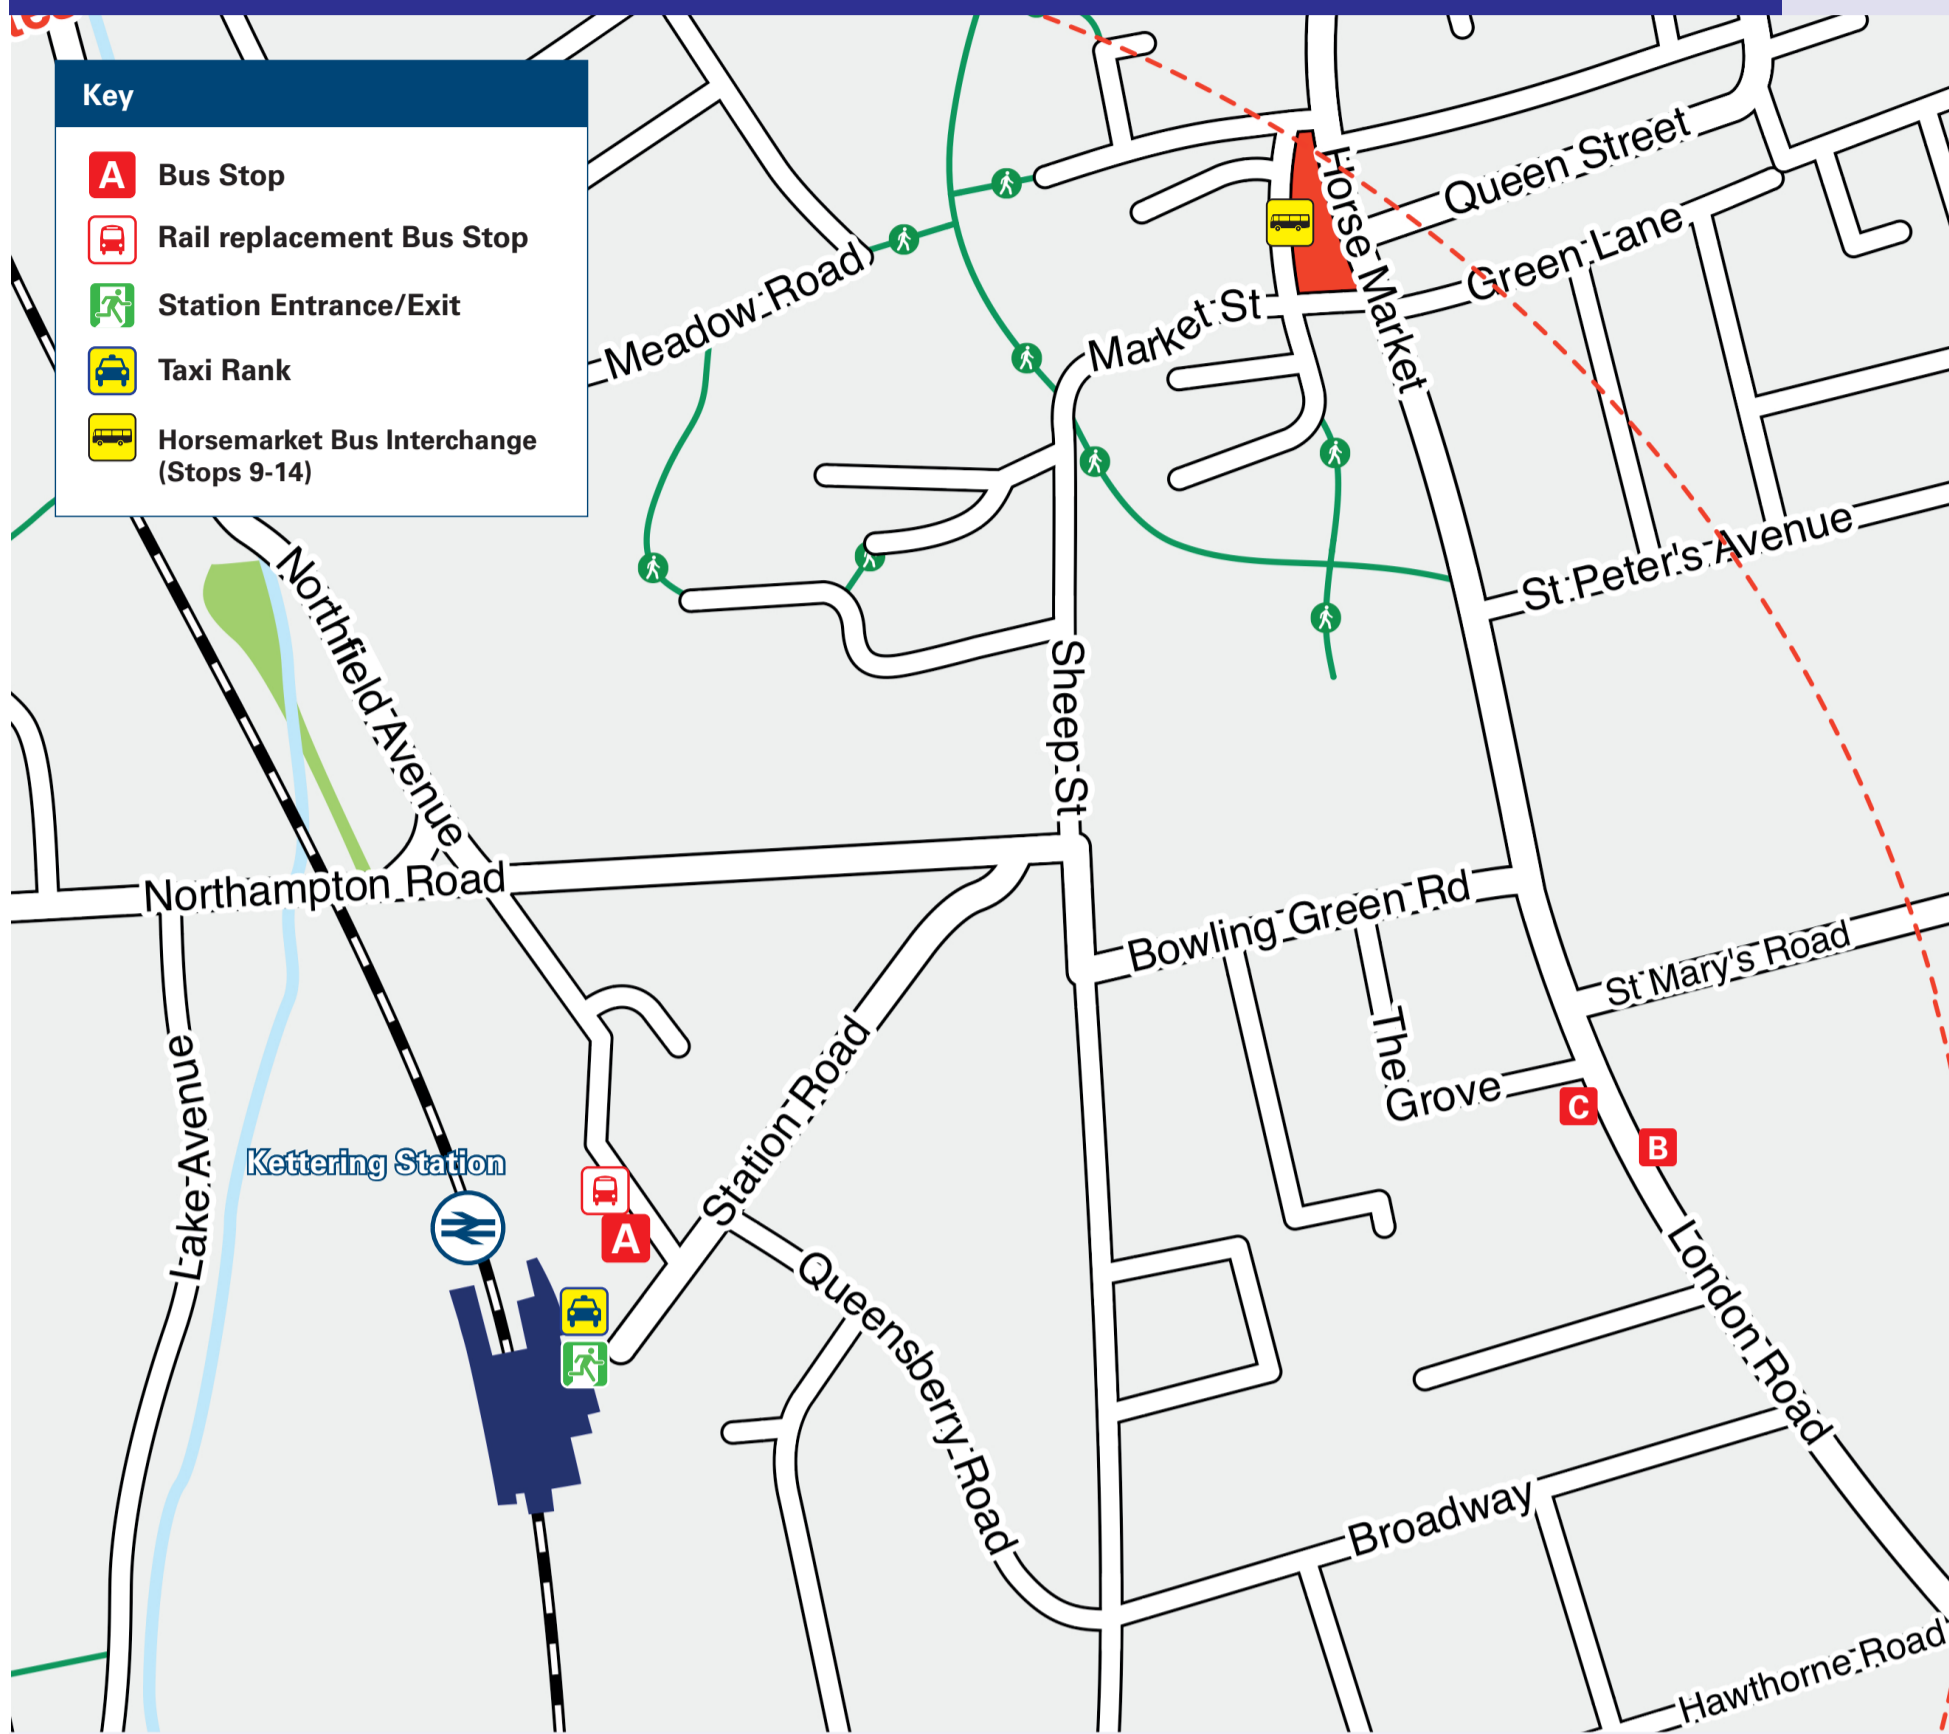 Key
A Bus Stop
Rail replacement Bus Stop
Station Entrance/Exit
Taxi Rank
Horsemarket Bus Interchange
(Stops 9-14)
Queen Street
Horse Market
Green Lane
Meadow Road
Market St
St Peter's Avenue
Northfield Avenue
Sheep St
Northampton Road
Bowling Green Rd
St Mary's Road
The
Grove
Station Road
Lake Avenue
C
B
Kettering Station
A
London Road
Queensberry Road
Broadway
Hawthorne Road